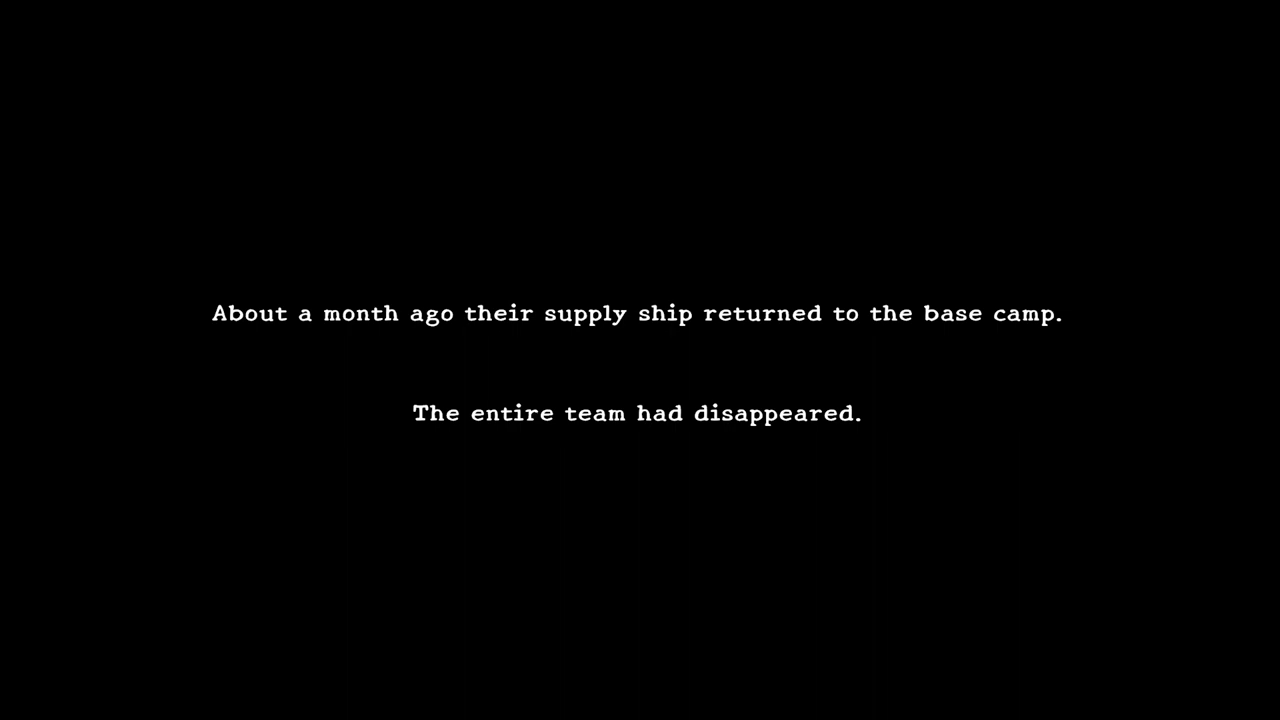 About a month ago their supply ship returned to the base camp.
The entire team had disappeared.